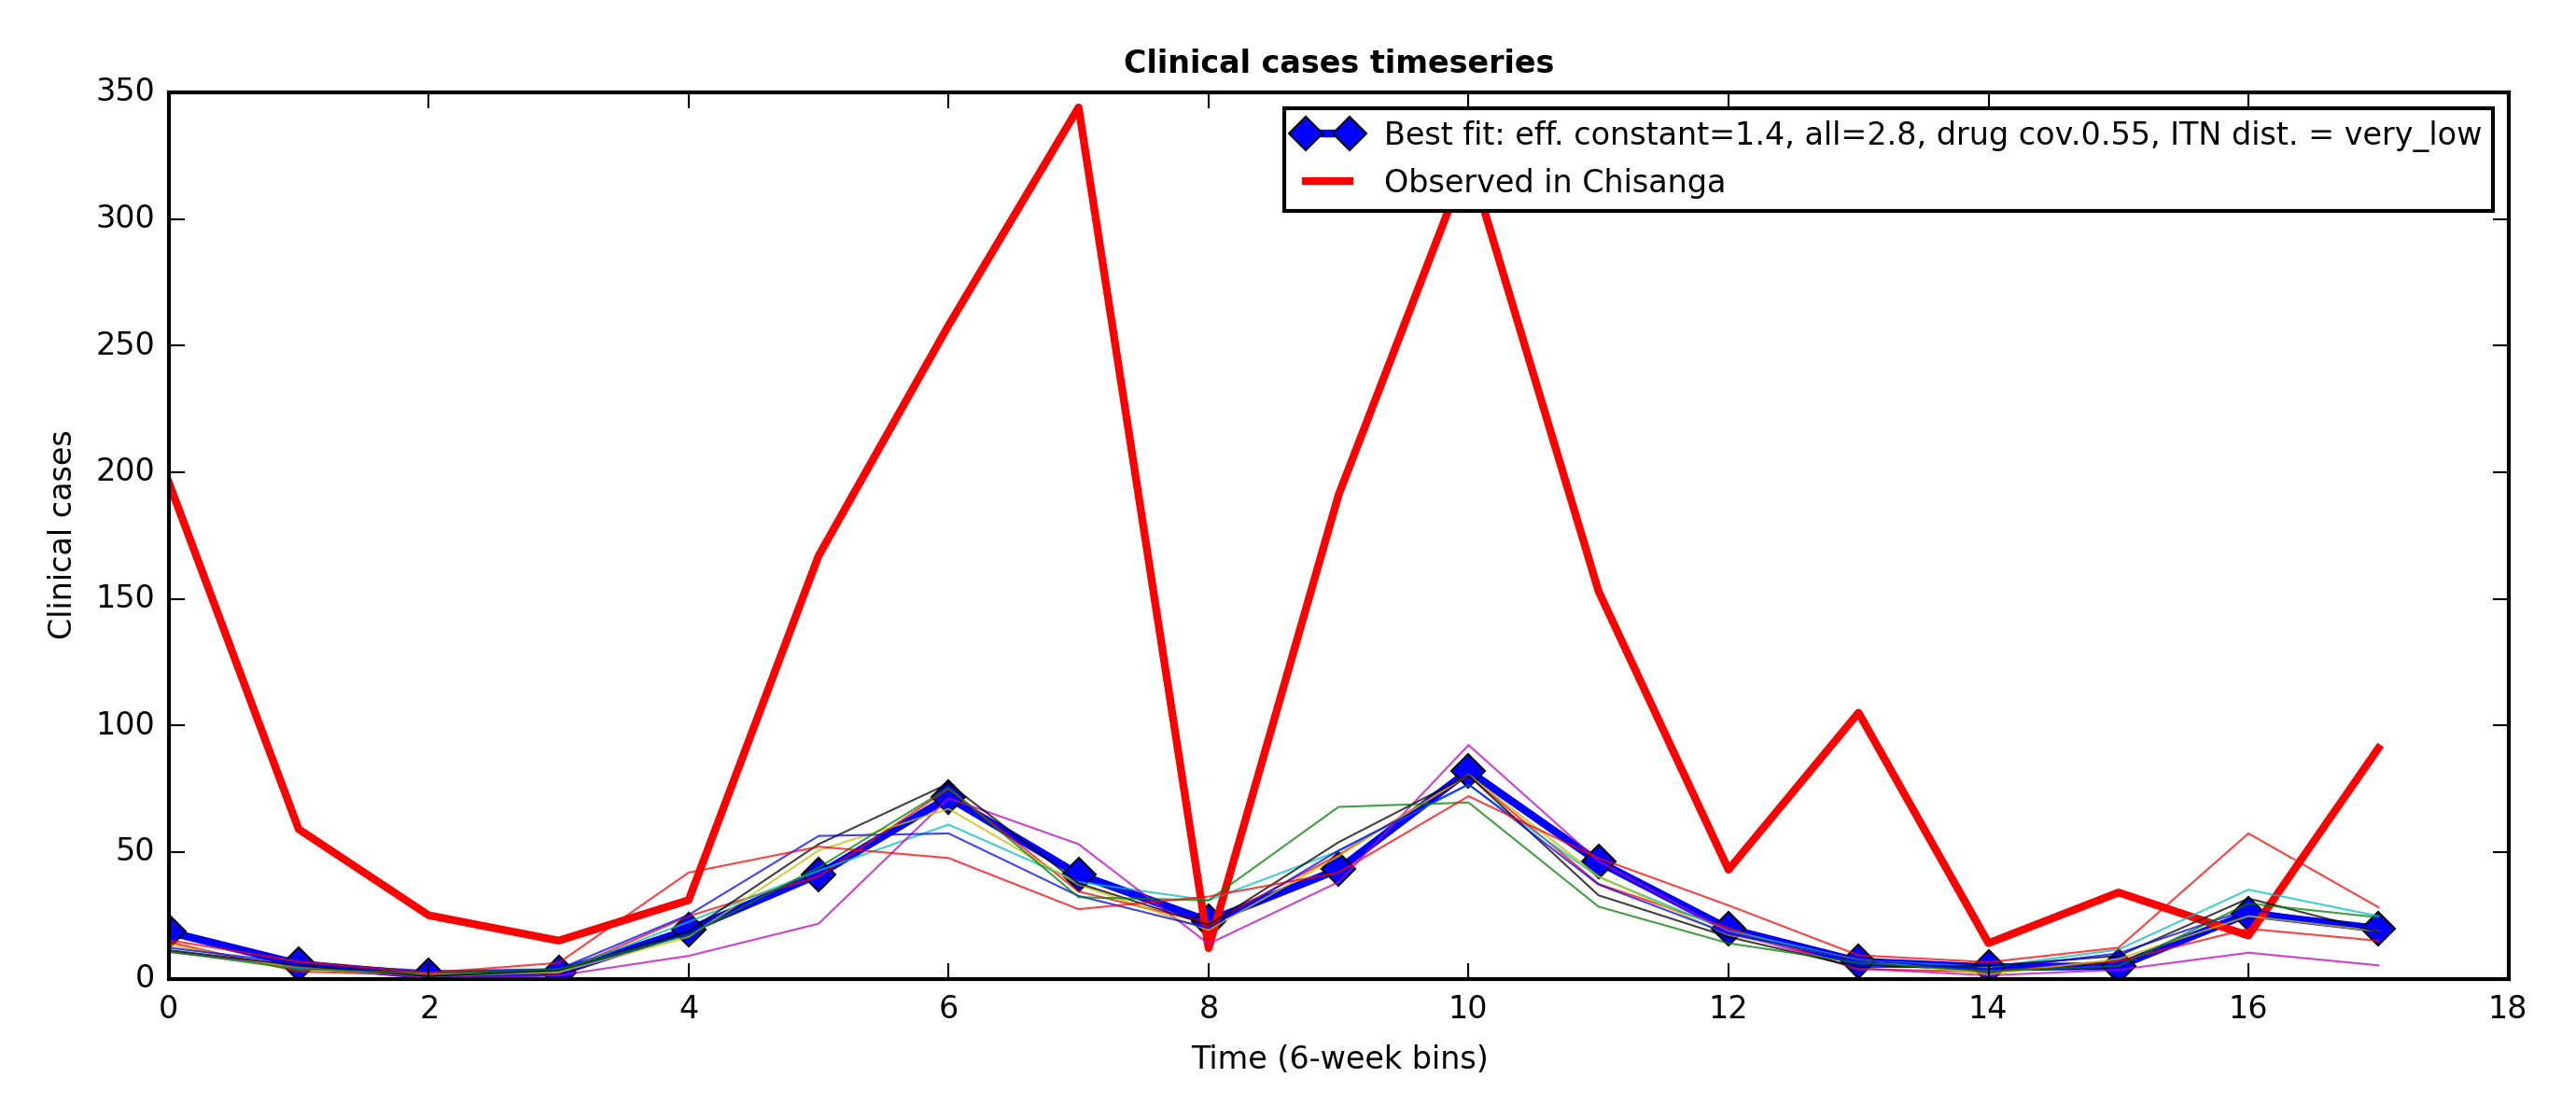 Clinical cases timeseries
350
300
250
200
150
100
50
0
Clinical cases
Best fit: eff. constant=1.4, all=2.8, drug cov.0.55, ITN dist. = very_low
Observed in Chisanga
0 2 4 6 8 10 12 14 16 18
Time (6-week bins)